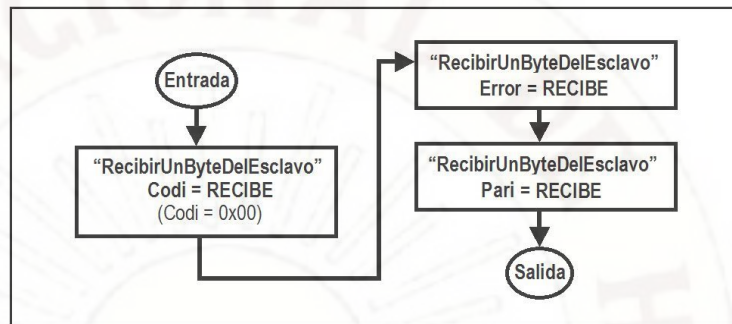 Entrada
“RecibirUnByteDelEsclavo”
Codi = RECIBE
(Codi = 0x00)
“RecibirUnByteDelEsclavo”
Error = RECIBE
“RecibirUnByteDelEsclavo”
Pari = RECIBE
Salida